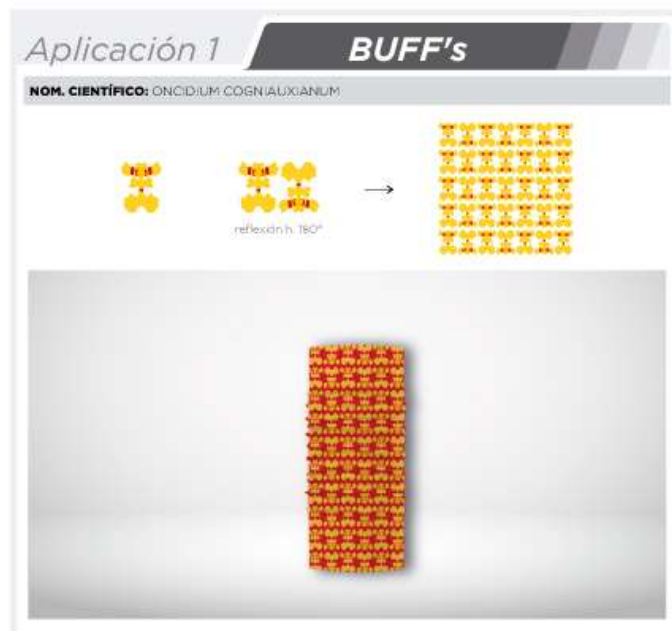 Aplicación 1
BUFF's
NOM. CIENTÍFICO: ONCIDIUM COGNIAUXIANUM
reflexión h. 180°